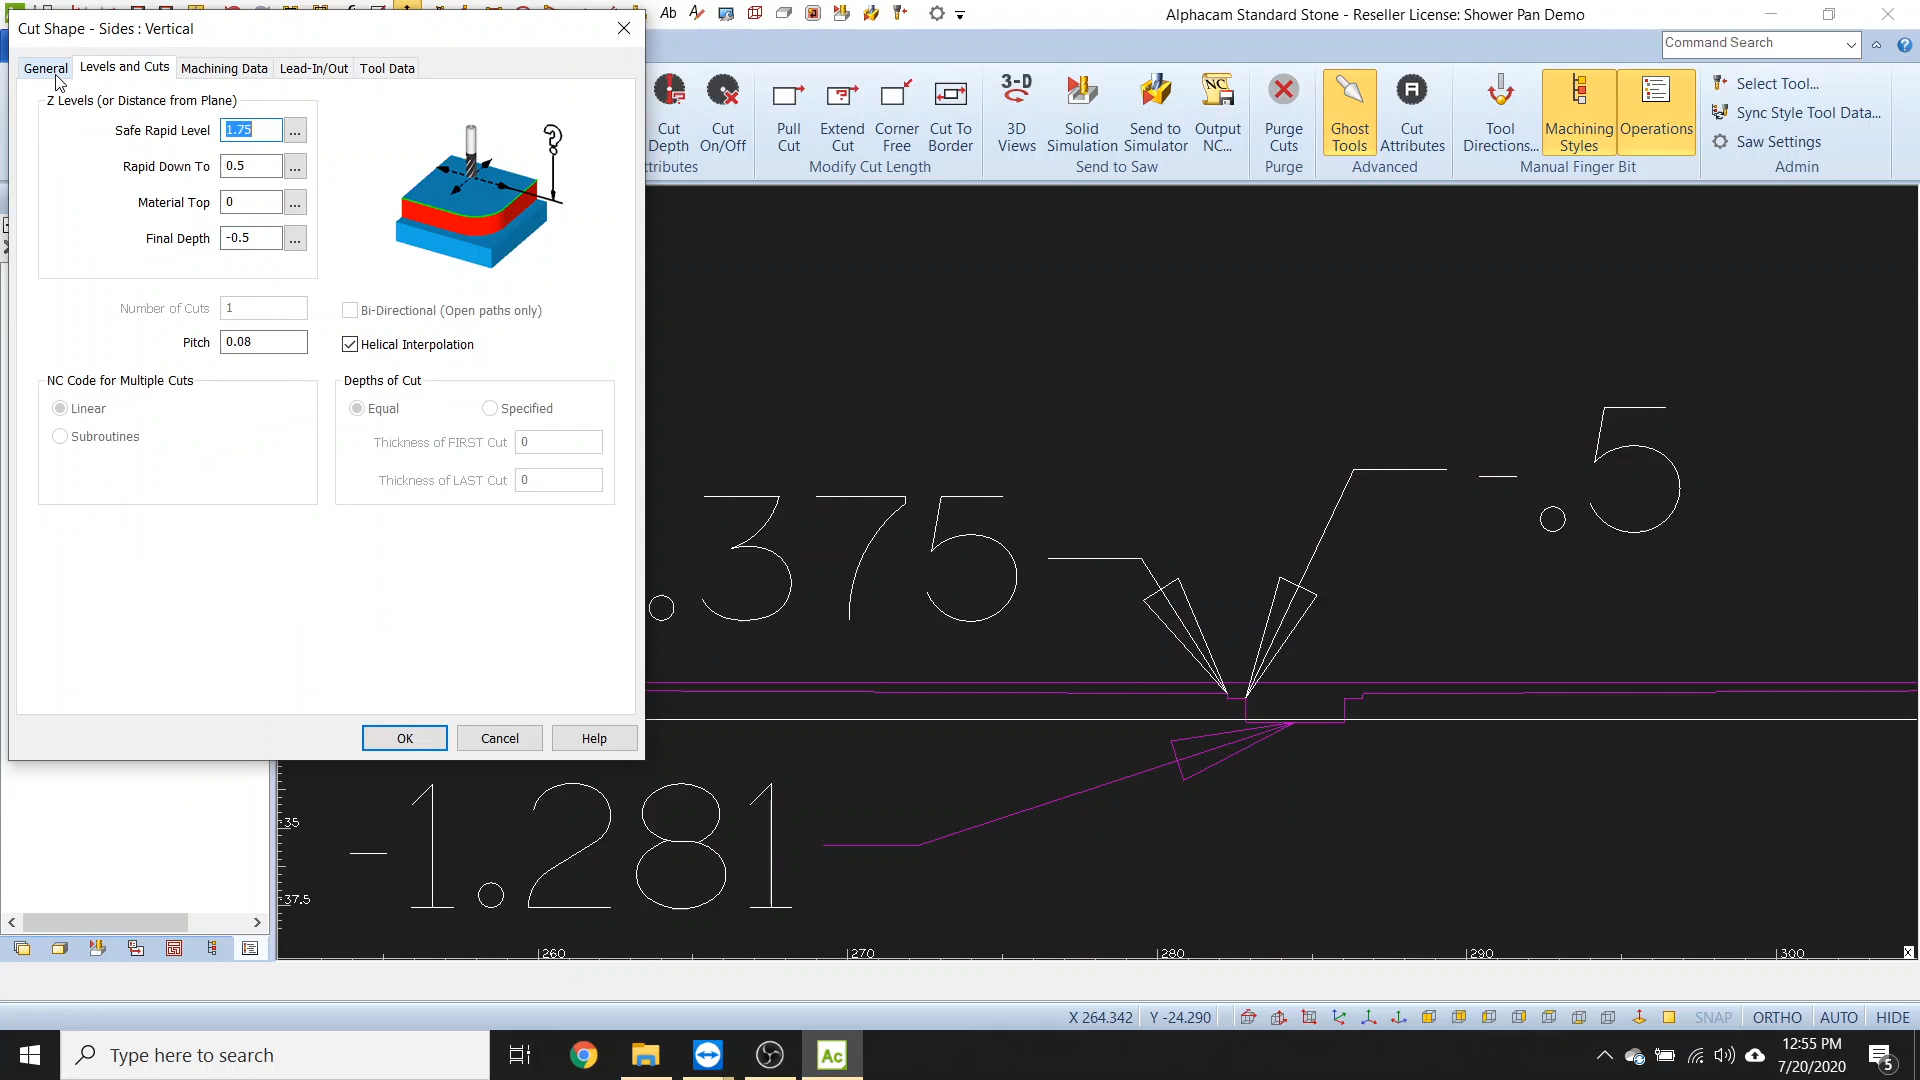 Cut Shape - Sides : Vertical
Ab
Alphacam Standard Stone - Reseller License: Shower Pan Demo
Command Search
General
Levels and Cuts
Machining Data
Lead-In/Out
Tool Data
Z Levels (or Distance from Plane)
Safe Rapid Level 1.75 ...
Rapid Down To 0.5 ...
Material Top 0 ...
Final Depth -0.5 ...
Number of Cuts 1
Pitch 0.08
Bi-Directional (Open paths only)
Helical Interpolation
NC Code for Multiple Cuts
Linear
Subroutines
Depths of Cut
Equal
Specified
Thickness of FIRST Cut 0
Thickness of LAST Cut 0
OK
Cancel
Help
Cut Depth
Cut On/Off
ttributes
Pull Cut
Extend Cut
Corner Free
Cut To Border
Modify Cut Length
3-D
3D Views
Solid Simulation
Send to Simulator
NC
Output NC...
Send to Saw
Purge Cuts
Purge
Ghost Tools
A
Cut Attributes
Advanced
Tool Directions...
Machining Styles
Operations
Manual Finger Bit
Select Tool...
Sync Style Tool Data...
Saw Settings
Admin
.375
-.5
-1.281
-35
-37.5
260
270
280
290
300
X
X 264.342
Y -24.290
SNAP
ORTHO
AUTO
HIDE
Type here to search
Ac
12:55 PM
7/20/2020
5